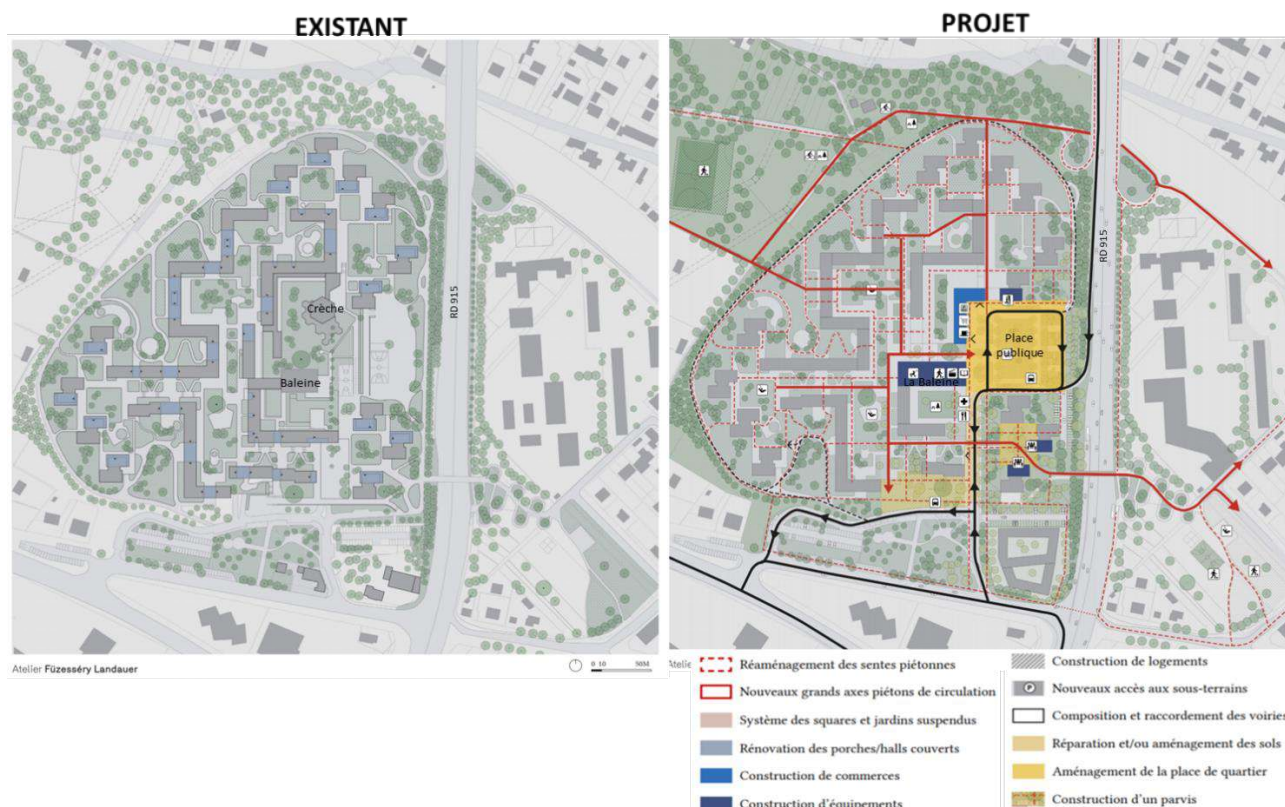 EXISTANT
PROJET
RD 915
Crèche
Baleine
RD 915
Place
publique
La Baleine
Atelier Füzesséry Landauer
0 10 50M
Atelie
Réaménagement des sentes piétonnes
Nouveaux grands axes piétons de circulation
Système des squares et jardins suspendus
Rénovation des porches/halls couverts
Construction de commerces
Construction d'équipements
Construction de logements
P Nouveaux accès aux sous-terrains
Composition et raccordement des voiries
Réparation et/ou aménagement des sols
Aménagement de la place de quartier
Construction d'un parvis